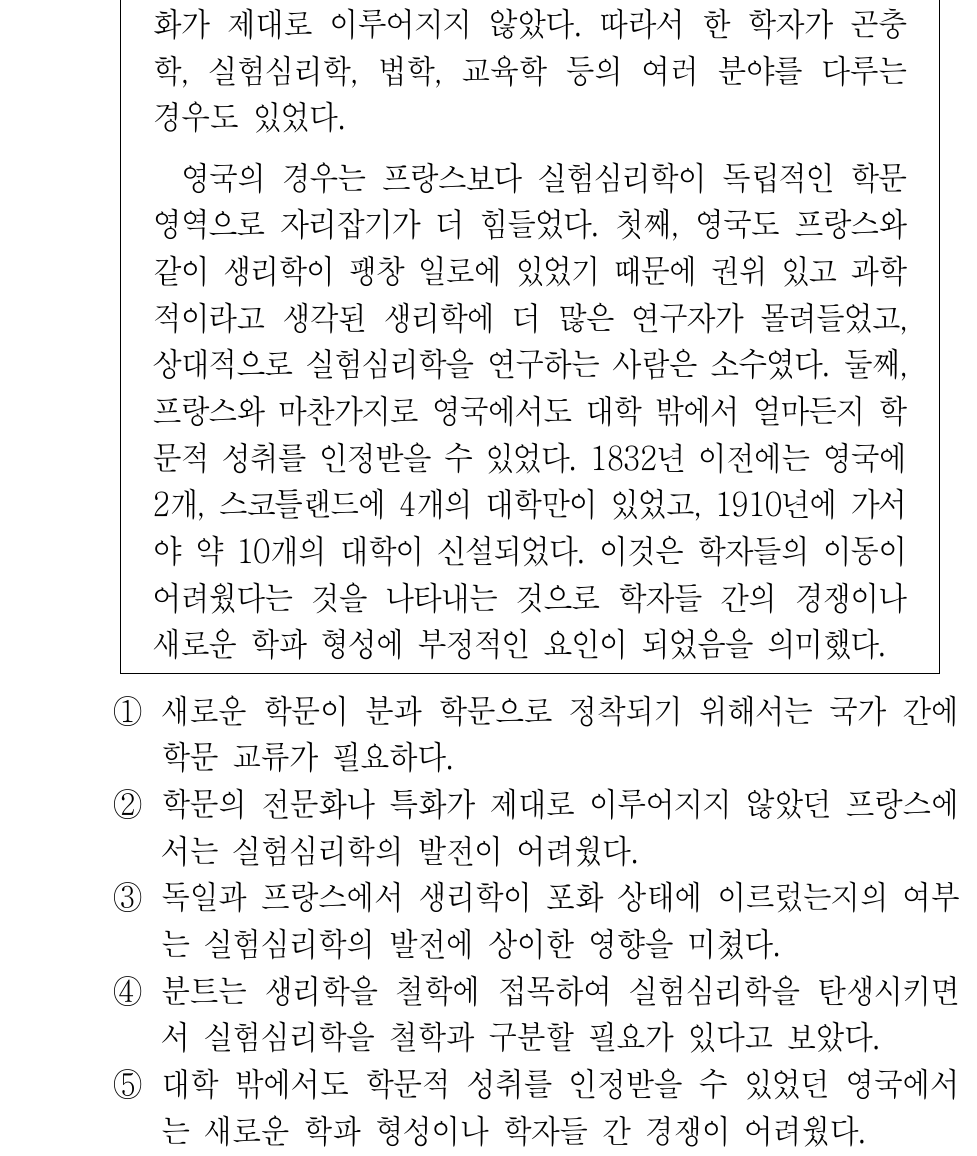 화가 제대로 이루어지지 않았다. 따라서 한 학자가 곤충
학, 실험심리학, 법학, 교육학 등의 여러 분야를 다루는
경우도 있었다.
영국의 경우는 프랑스보다 실험심리학이 독립적인 학문
영역으로 자리잡기가 더 힘들었다. 첫째, 영국도 프랑스와
같이 생리학이 팽창 일로에 있었기 때문에 권위 있고 과학
적이라고 생각된 생리학에 더 많은 연구자가 몰려들었고,
상대적으로 실험심리학을 연구하는 사람은 소수였다. 둘째,
프랑스와 마찬가지로 영국에서도 대학 밖에서 얼마든지 학
문적 성취를 인정받을 수 있었다. 1832년 이전에는 영국에
2개, 스코틀랜드에 4개의 대학만이 있었고, 1910년에 가서
야 약 10개의 대학이 신설되었다. 이것은 학자들의 이동이
어려웠다는 것을 나타내는 것으로 학자들 간의 경쟁이나
새로운 학파 형성에 부정적인 요인이 되었음을 의미했다.
① 새로운 학문이 분과 학문으로 정착되기 위해서는 국가 간에
학문 교류가 필요하다.
② 학문의 전문화나 특화가 제대로 이루어지지 않았던 프랑스에
서는 실험심리학의 발전이 어려웠다.
③ 독일과 프랑스에서 생리학이 포화 상태에 이르렀는지의 여부
는 실험심리학의 발전에 상이한 영향을 미쳤다.
④ 분트는 생리학을 철학에 접목하여 실험심리학을 탄생시키면
서 실험심리학을 철학과 구분할 필요가 있다고 보았다.
⑤ 대학 밖에서도 학문적 성취를 인정받을 수 있었던 영국에서
는 새로운 학파 형성이나 학자들 간 경쟁이 어려웠다.